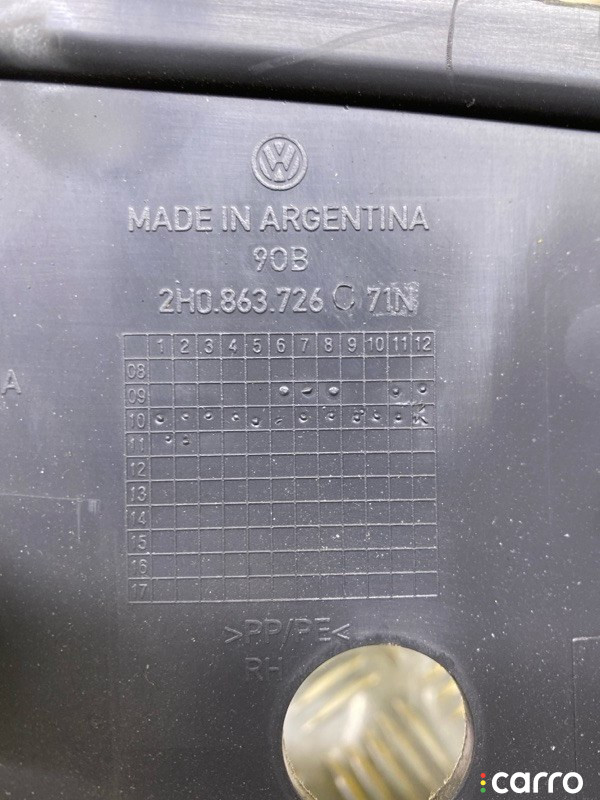 VW
MADE IN ARGENTINA
90B
2H0.863.726 C 71N
A
1 2 3 4 5 6 7 8 9 10 11 12
08
09
10
11
12
13
14
15
16
17
>PP/PE<
RH
carro